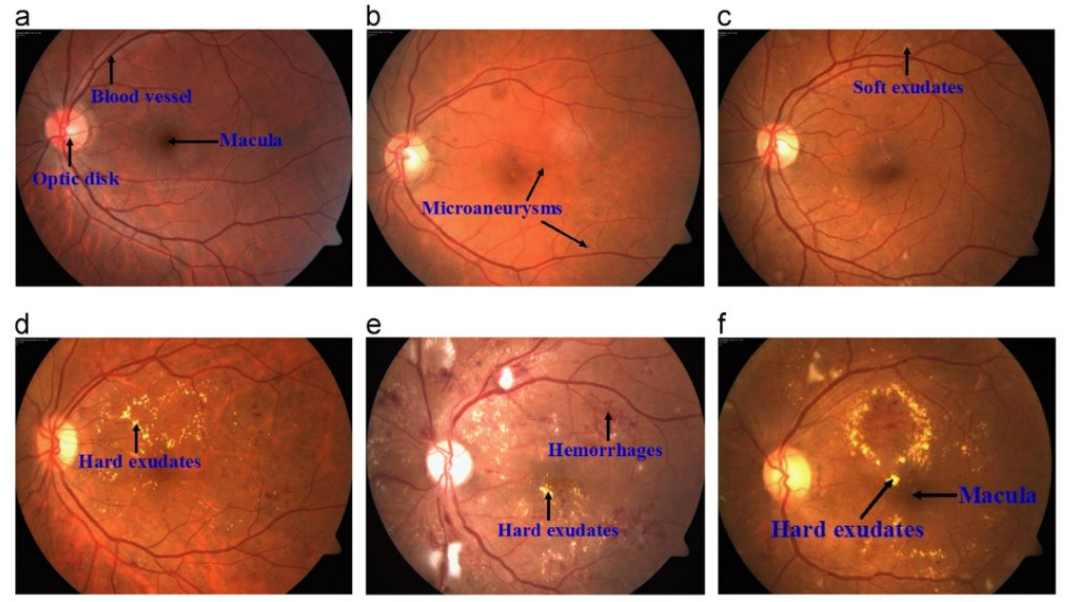 a
b
c
Blood vessel
Macula
Optic disk
Microaneurysms
Soft exudates
d
e
f
Hard exudates
Hemorrhages
Hard exudates
Macula
Hard exudates